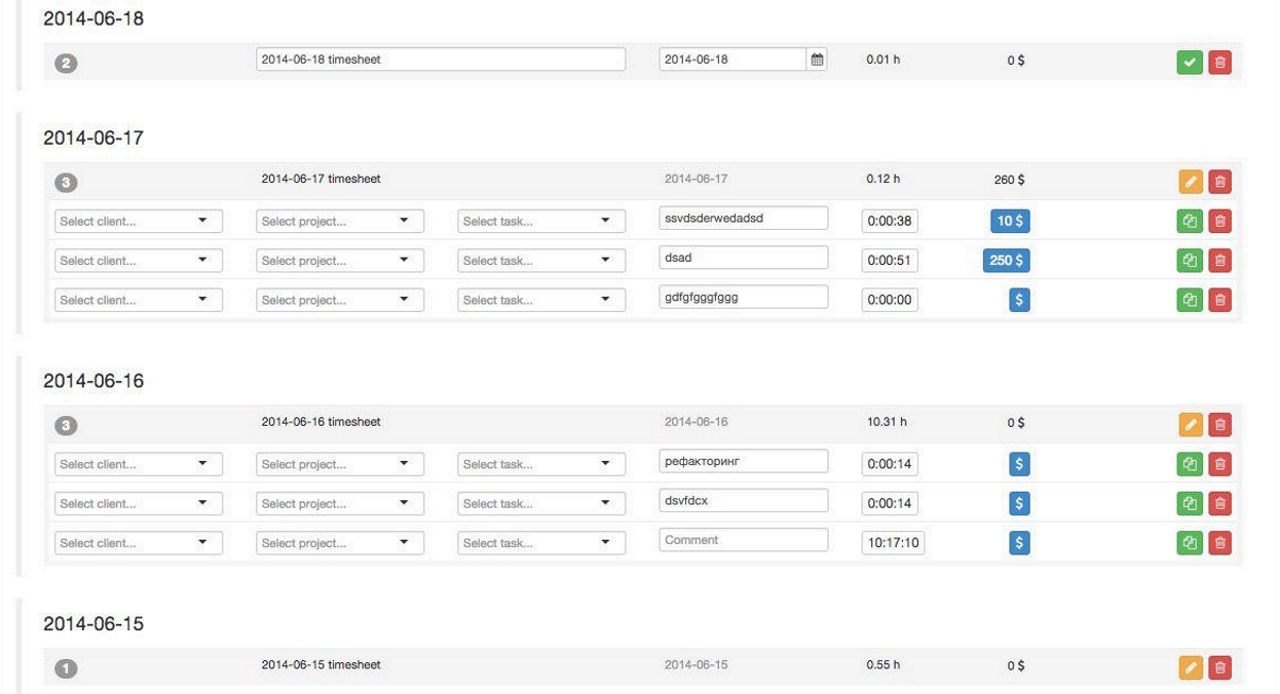 2014-06-18
2 2014-06-18 timesheet 2014-06-18 0.01 h 0 $
2014-06-17
3 2014-06-17 timesheet 2014-06-17 0.12 h 260 $
Select client... Select project... Select task... ssvdsderwedadsd 0:00:38 10 $
Select client... Select project... Select task... dsad 0:00:51 250 $
Select client... Select project... Select task... gdfgfgggfggg 0:00:00 $
2014-06-16
3 2014-06-16 timesheet 2014-06-16 10.31 h 0 $
Select client... Select project... Select task... рефакторинг 0:00:14 $
Select client... Select project... Select task... dsvfdcx 0:00:14 $
Select client... Select project... Select task... Comment 10:17:10 $
2014-06-15
1 2014-06-15 timesheet 2014-06-15 0.55 h 0 $